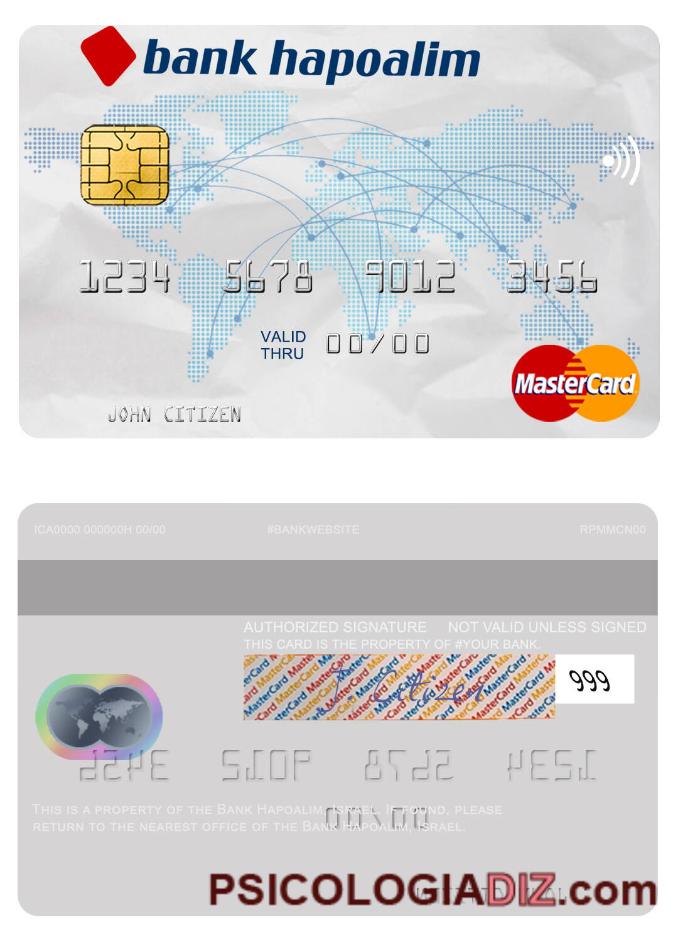 bank hapoalim
1234 5678 9012 3456
VALID THRU 00/00
MasterCard
JOHN CITIZEN
ICA0000 000000H 00/00 #BANKWEBSITE RPMMCN00
AUTHORIZED SIGNATURE NOT VALID UNLESS SIGNED
THIS CARD IS THE PROPERTY OF #YOUR BANK.
J. Citizen
999
THIS IS A PROPERTY OF THE BANK HAPOALIM, ISRAEL. IF FOUND, PLEASE
RETURN TO THE NEAREST OFFICE OF THE BANK HAPOALIM, ISRAEL.
PSICOLOGIADIZ.com